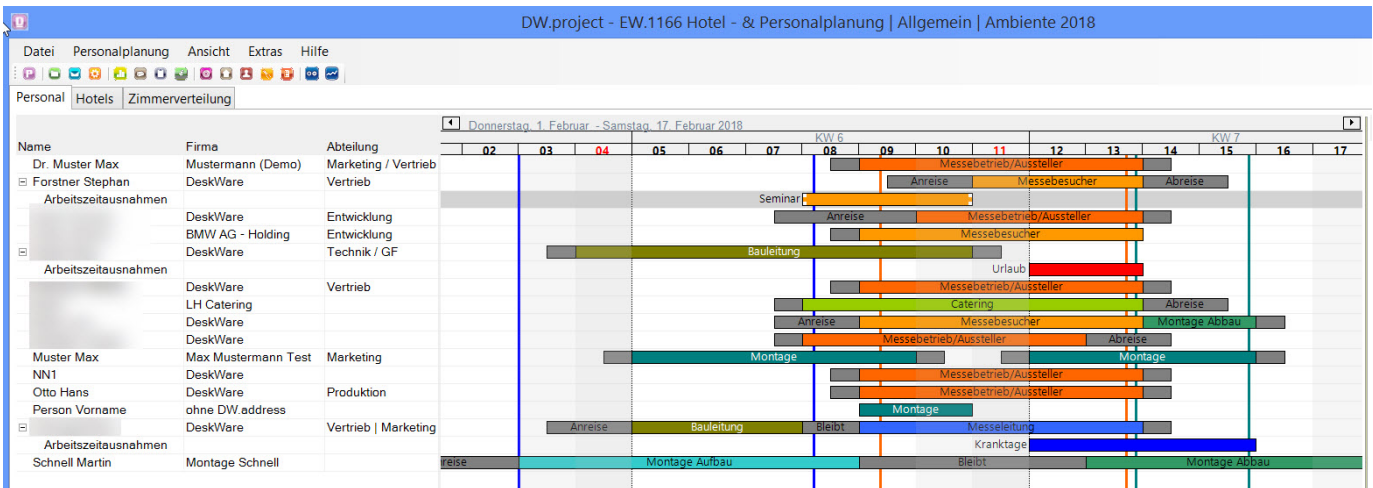 DW.project - EW.1166 Hotel - & Personalplanung | Allgemein | Ambiente 2018
Datei Personalplanung Ansicht Extras Hilfe
Personal Hotels Zimmerverteilung
Donnerstag, 1. Februar - Samstag, 17. Februar 2018
KW 6 KW 7
Name Firma Abteilung 02 03 04 05 06 07 08 09 10 11 12 13 14 15 16 17
Dr. Muster Max Mustermann (Demo) Marketing / Vertrieb Messebetrieb/Aussteller
Forstner Stephan DeskWare Vertrieb Anreise Messebesucher Abreise
Arbeitszeitausnahmen Seminar
DeskWare Entwicklung Anreise Messebetrieb/Aussteller
BMW AG - Holding Entwicklung Messebesucher
DeskWare Technik / GF Bauleitung
Arbeitszeitausnahmen Urlaub
DeskWare Vertrieb Messebetrieb/Aussteller
LH Catering Catering Abreise
DeskWare Anreise Messebesucher Montage Abbau
DeskWare Messebetrieb/Aussteller Abreise
Muster Max Max Mustermann Test Marketing Montage Montage
NN1 DeskWare Messebetrieb/Aussteller
Otto Hans DeskWare Produktion Messebetrieb/Aussteller
Person Vorname ohne DW.address Montage
DeskWare Vertrieb | Marketing Anreise Bauleitung Bleibt Messeleitung
Arbeitszeitausnahmen Kranktage
Schnell Martin Montage Schnell reise Montage Aufbau Bleibt Montage Abbau